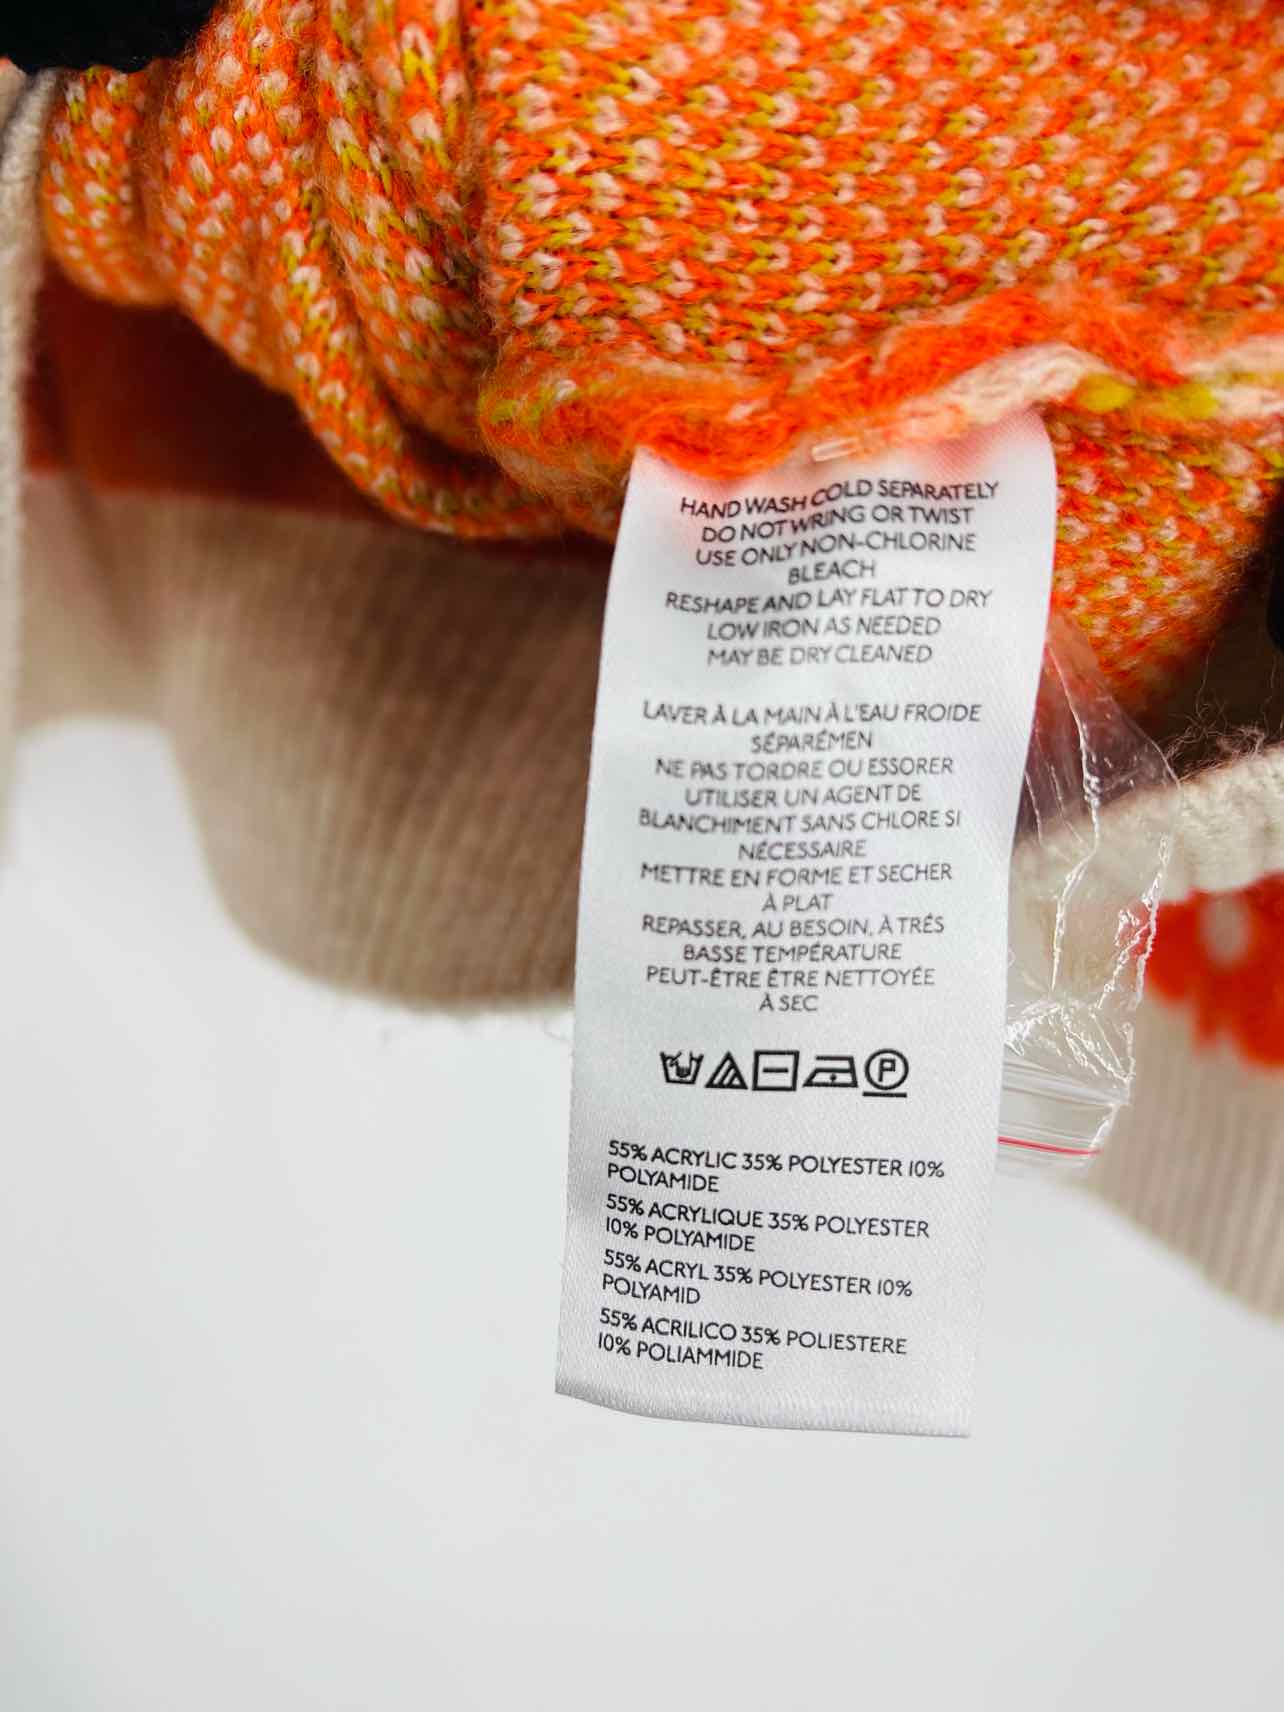 HAND WASH COLD SEPARATELY
DO NOT WRING OR TWIST
USE ONLY NON-CHLORINE
BLEACH
RESHAPE AND LAY FLAT TO DRY
LOW IRON AS NEEDED
MAY BE DRY CLEANED
LAVER À LA MAIN À L'EAU FROIDE
SÉPARÉMEN
NE PAS TORDRE OU ESSORER
UTILISER UN AGENT DE
BLANCHIMENT SANS CHLORE SI
NÉCESSAIRE
METTRE EN FORME ET SECHER
À PLAT
REPASSER, AU BESOIN, À TRÉS
BASSE TEMPÉRATURE
PEUT-ÊTRE ÊTRE NETTOYÉE
À SEC
P
55% ACRYLIC 35% POLYESTER 10%
POLYAMIDE
55% ACRYLIQUE 35% POLYESTER
10% POLYAMIDE
55% ACRYL 35% POLYESTER 10%
POLYAMID
55% ACRILICO 35% POLIESTERE
10% POLIAMMIDE